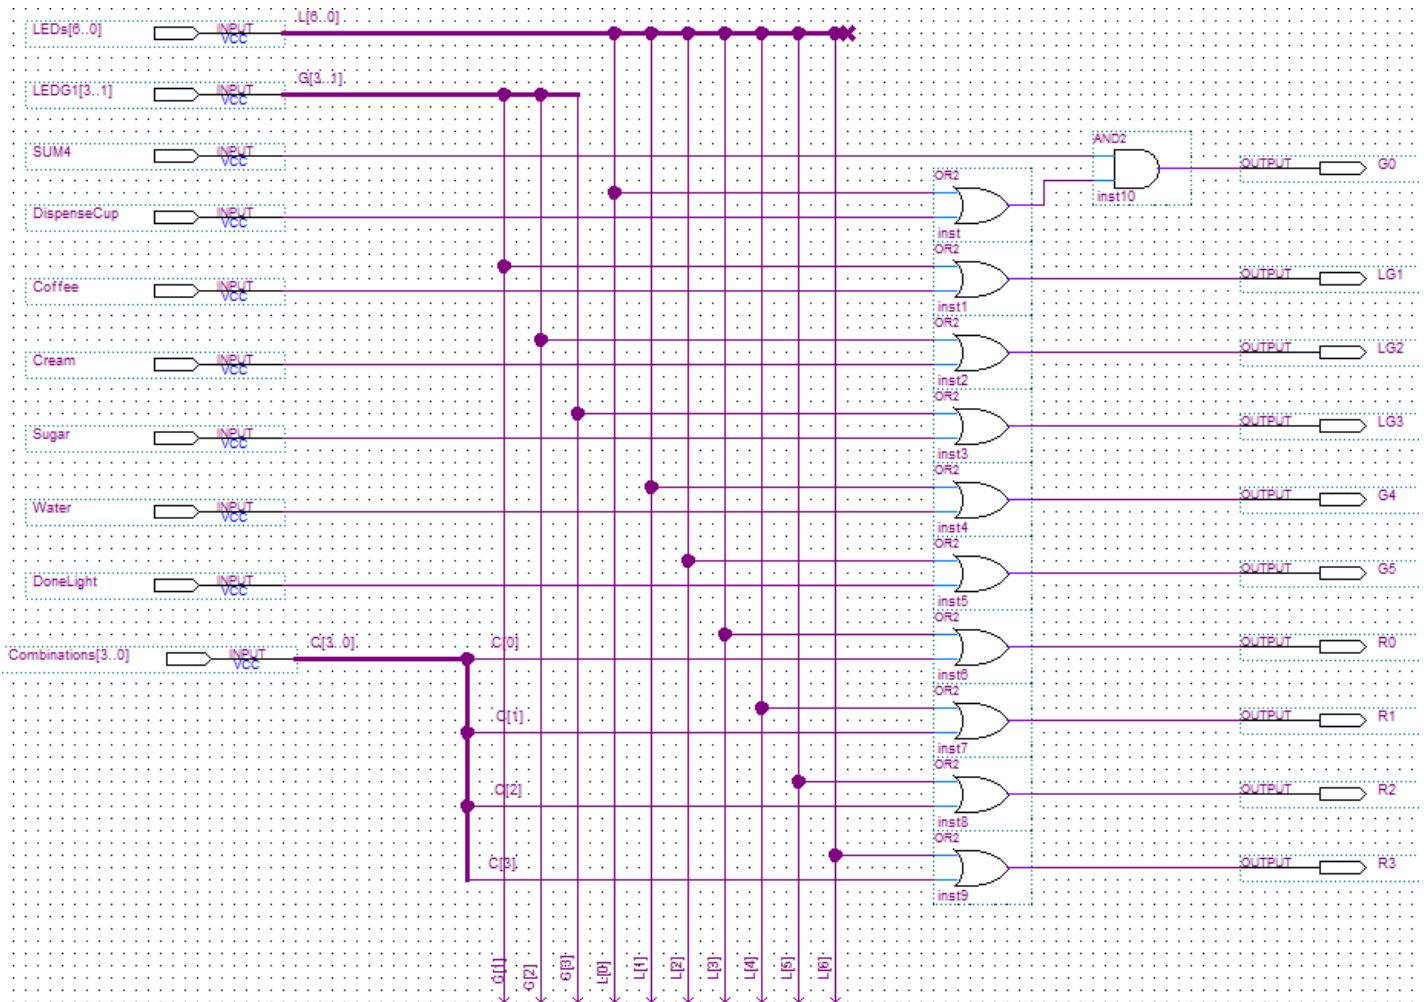 LEDs[6..0]
INPUT
VCC
L[6..0]
LEDG1[3..1]
INPUT
VCC
G[3..1]
SUM4
INPUT
VCC
AND2
inst10
OUTPUT
G0
DispenseCup
INPUT
VCC
OR2
inst
Coffee
INPUT
VCC
OR2
inst1
OUTPUT
LG1
Cream
INPUT
VCC
OR2
inst2
OUTPUT
LG2
Sugar
INPUT
VCC
OR2
inst3
OUTPUT
LG3
Water
INPUT
VCC
OR2
inst4
OUTPUT
G4
DoneLight
INPUT
VCC
OR2
inst5
OUTPUT
G5
Combinations[3..0]
INPUT
VCC
C[3..0]
C[0]
OR2
inst6
OUTPUT
R0
C[1]
OR2
inst7
OUTPUT
R1
C[2]
OR2
inst8
OUTPUT
R2
C[3]
OR2
inst9
OUTPUT
R3
G[1]
G[2]
G[3]
L[0]
L[1]
L[2]
L[3]
L[4]
L[5]
L[6]